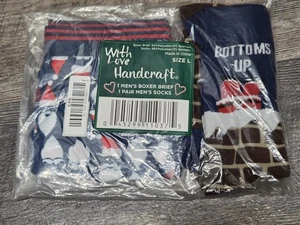 With
Love
Handcraft.
Made in China
SIZE L
1 MEN'S BOXER BRIEF
1 PAIR MEN'S SOCKS
BOTTOMS
UP